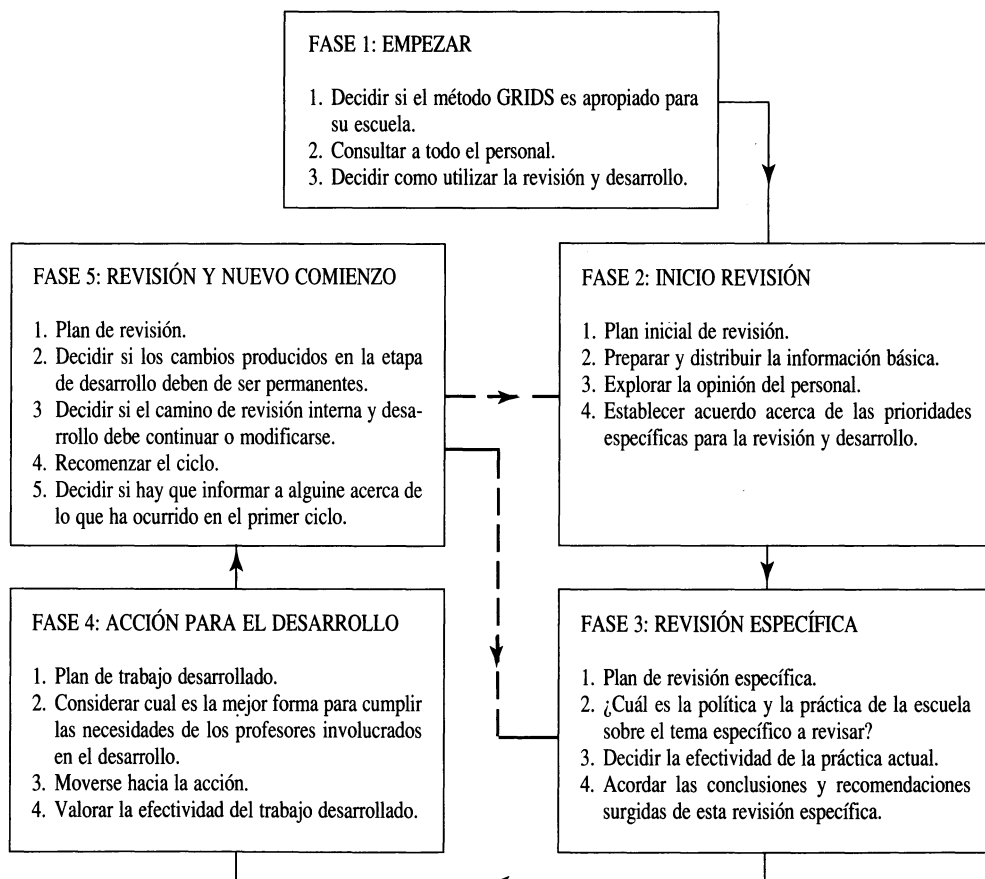 FASE 1: EMPEZAR
1. Decidir si el método GRIDS es apropiado para
su escuela.
2. Consultar a todo el personal.
3. Decidir como utilizar la revisión y desarrollo.
FASE 5: REVISIÓN Y NUEVO COMIENZO
1. Plan de revisión.
2. Decidir si los cambios producidos en la etapa
de desarrollo deben de ser permanentes.
3 Decidir si el camino de revisión interna y desa-
rrollo debe continuar o modificarse.
4. Recomenzar el ciclo.
5. Decidir si hay que informar a alguine acerca de
lo que ha ocurrido en el primer ciclo.
FASE 2: INICIO REVISIÓN
1. Plan inicial de revisión.
2. Preparar y distribuir la información básica.
3. Explorar la opinión del personal.
4. Establecer acuerdo acerca de las prioridades
específicas para la revisión y desarrollo.
FASE 4: ACCIÓN PARA EL DESARROLLO
1. Plan de trabajo desarrollado.
2. Considerar cual es la mejor forma para cumplir
las necesidades de los profesores involucrados
en el desarrollo.
3. Moverse hacia la acción.
4. Valorar la efectividad del trabajo desarrollado.
FASE 3: REVISIÓN ESPECÍFICA
1. Plan de revisión específica.
2. ¿Cuál es la política y la práctica de la escuela
sobre el tema específico a revisar?
3. Decidir la efectividad de la práctica actual.
4. Acordar las conclusiones y recomendaciones
surgidas de esta revisión específica.